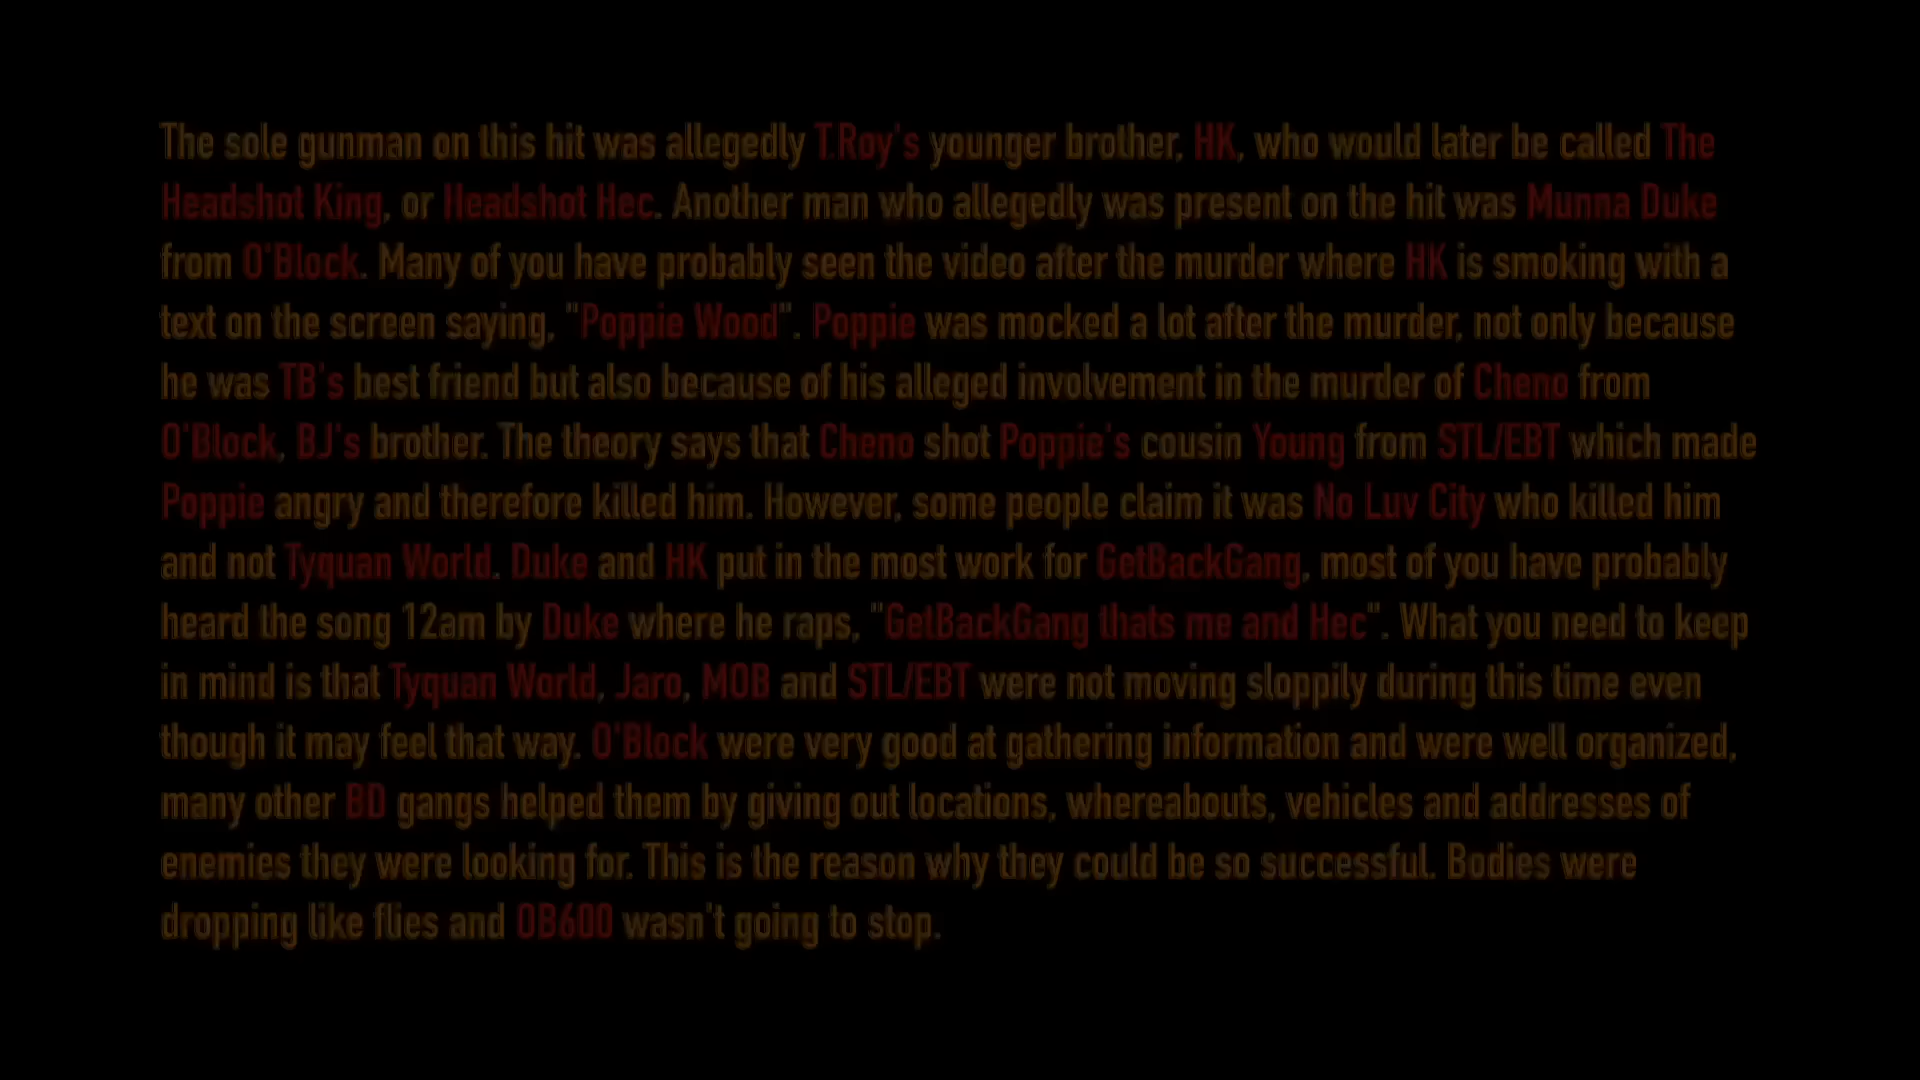 The sole gunman on this hit was allegedly T.Roy's younger brother, HK, who would later be called The
Headshot King, or Headshot Hec. Another man who allegedly was present on the hit was Munna Duke
from O'Block. Many of you have probably seen the video after the murder where HK is smoking with a
text on the screen saying, "Poppie Wood". Poppie was mocked a lot after the murder, not only because
he was TB's best friend but also because of his alleged involvement in the murder of Cheno from
O'Block, BJ's brother. The theory says that Cheno shot Poppie's cousin Young from STL/EBT which made
Poppie angry and therefore killed him. However, some people claim it was No Luv City who killed him
and not Tyquan World. Duke and HK put in the most work for GetBackGang, most of you have probably
heard the song 12am by Duke where he raps, "GetBackGang thats me and Hec". What you need to keep
in mind is that Tyquan World, Jaro, MOB and STL/EBT were not moving sloppily during this time even
though it may feel that way. O'Block were very good at gathering information and were well organized,
many other BD gangs helped them by giving out locations, whereabouts, vehicles and addresses of
enemies they were looking for. This is the reason why they could be so successful. Bodies were
dropping like flies and OB600 wasn't going to stop.